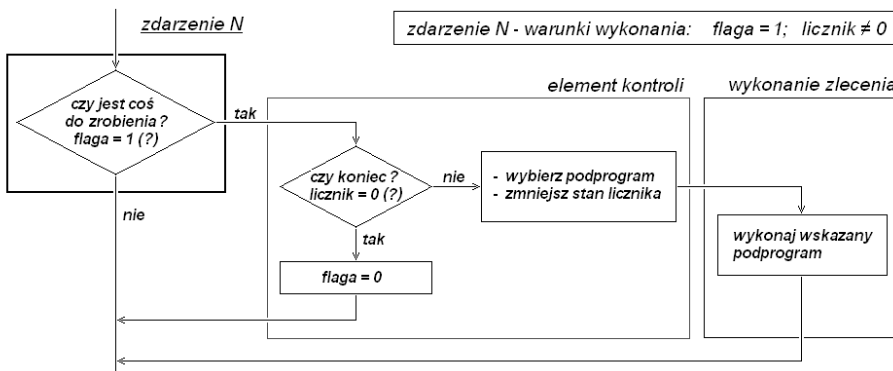 zdarzenie N
zdarzenie N - warunki wykonania: flaga = 1; licznik ≠ 0
element kontroli
wykonanie zlecenia
czy jest coś
do zrobienia ?
flaga = 1 (?)
tak
nie
czy koniec ?
licznik = 0 (?)
nie
tak
- wybierz podprogram
- zmniejsz stan licznika
flaga = 0
wykonaj wskazany
podprogram